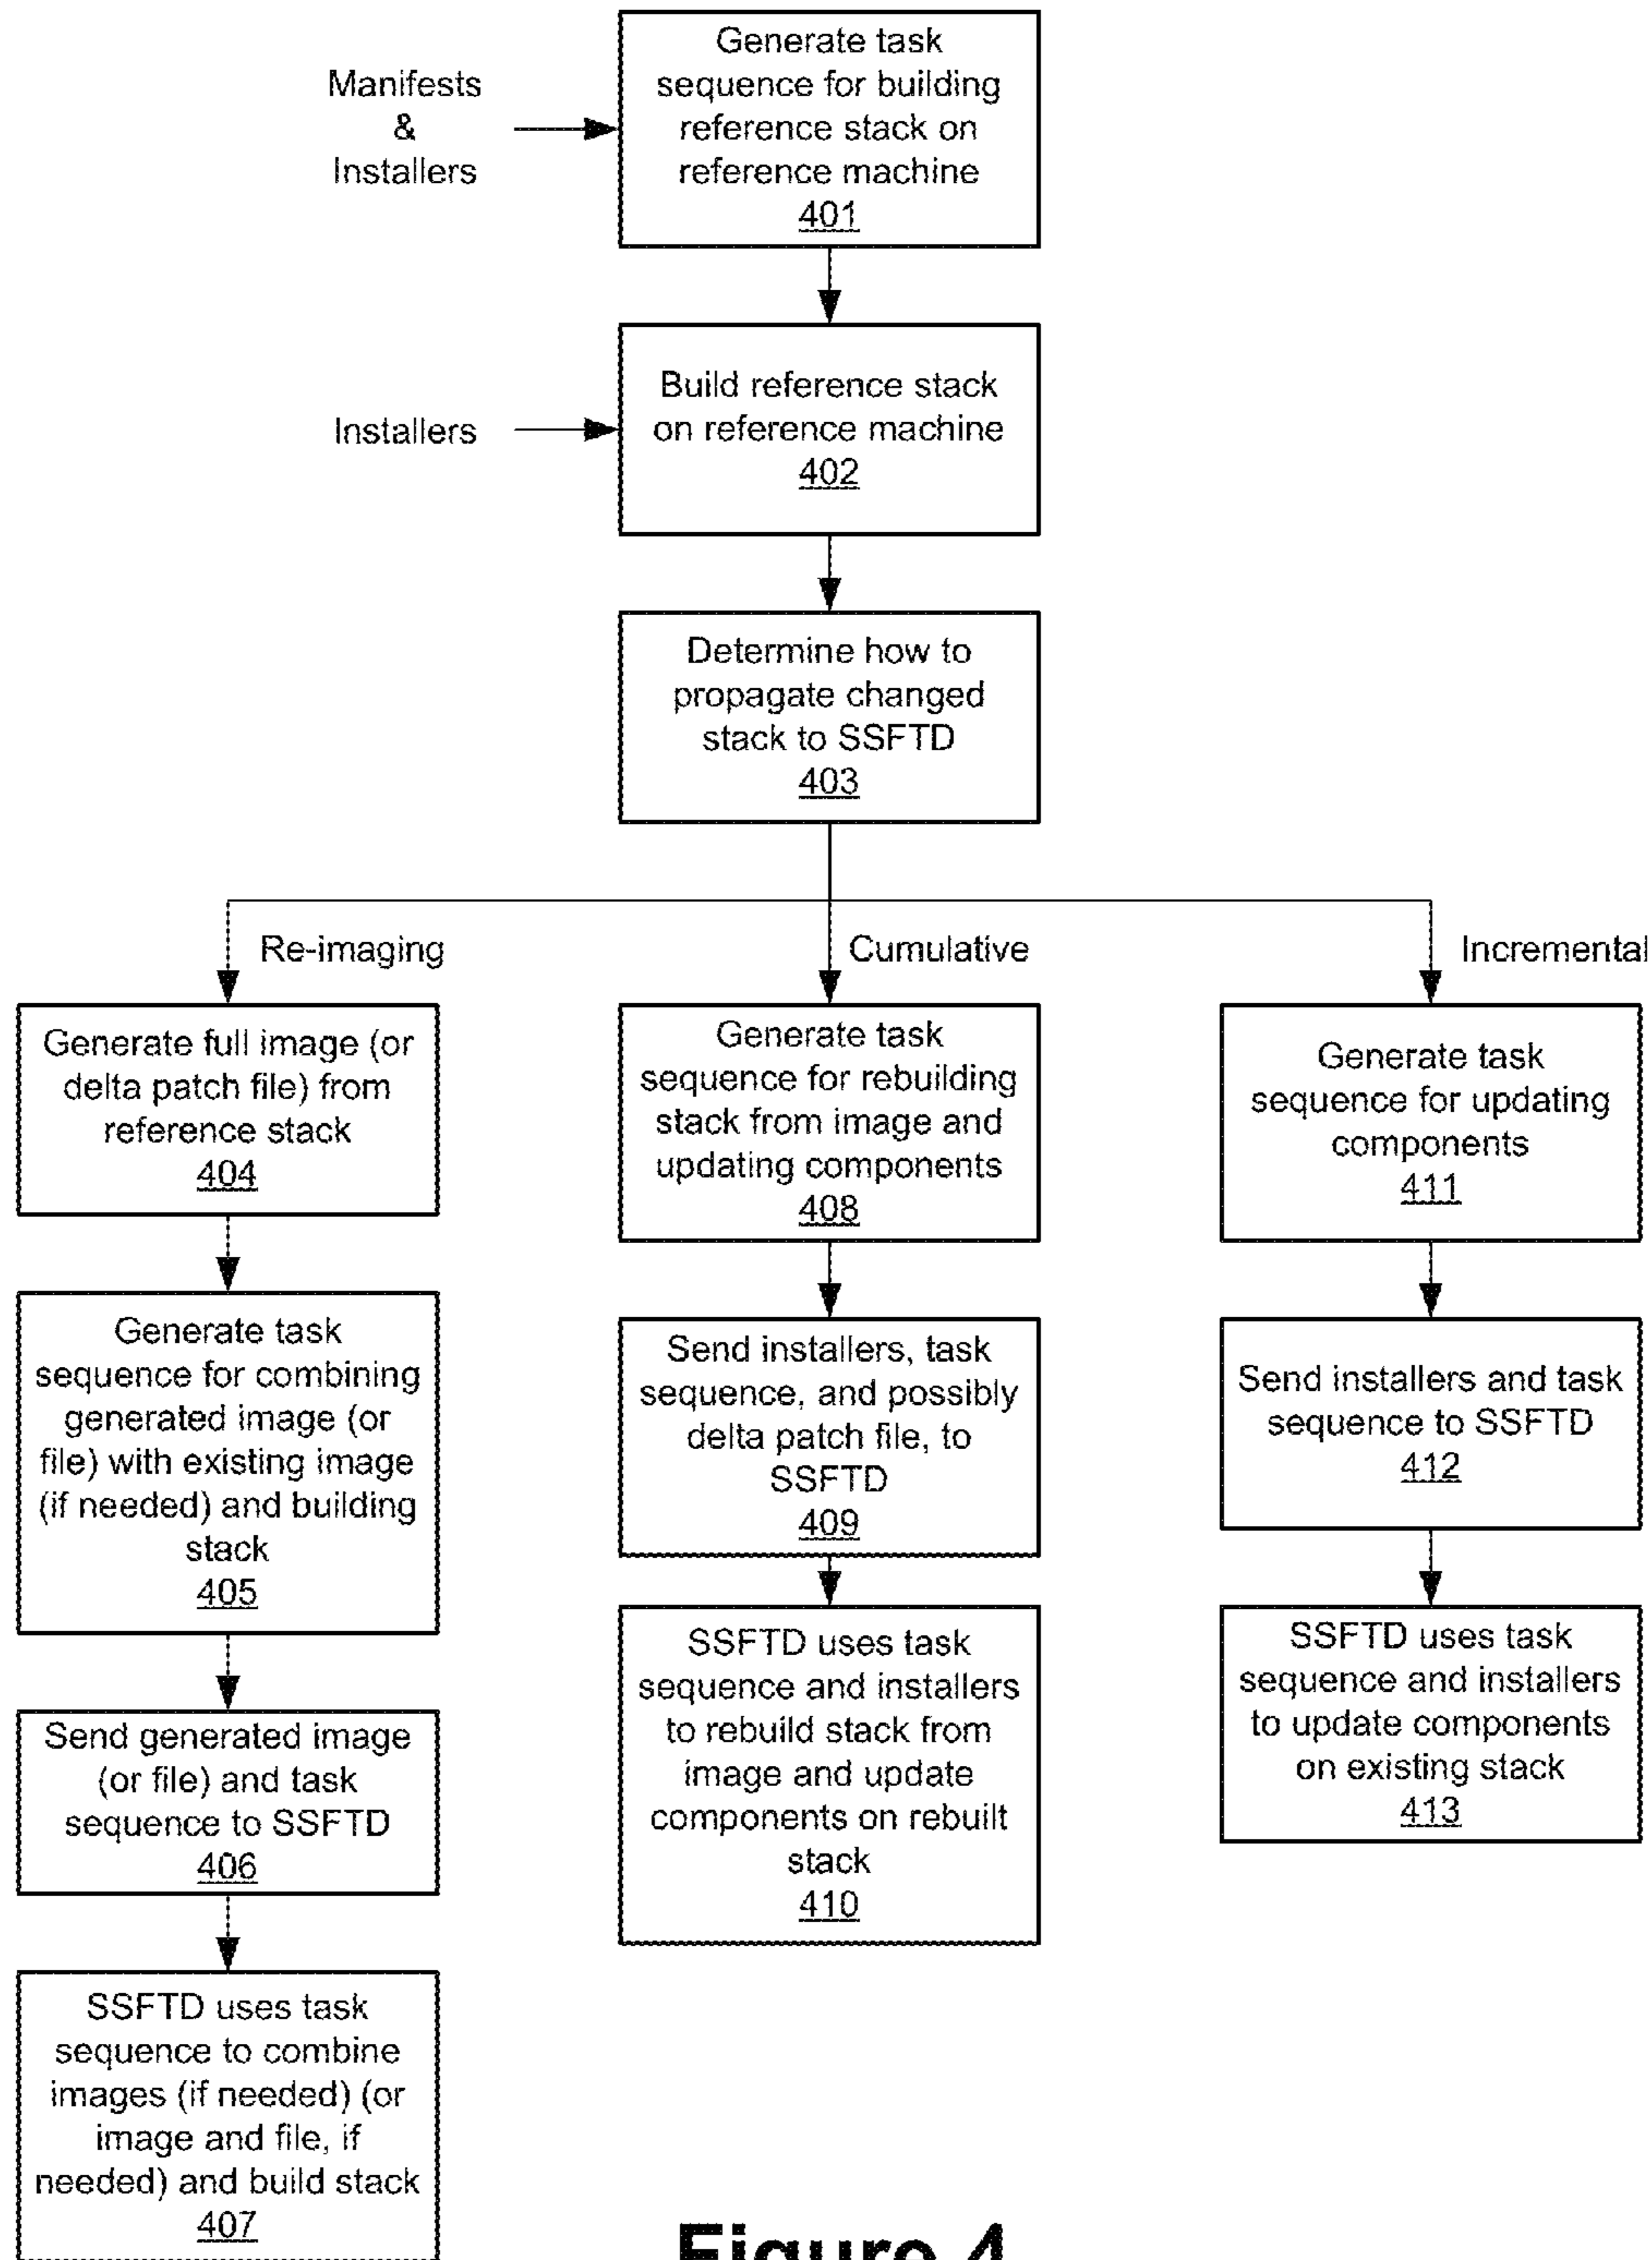 Generate task
sequence for building
reference stack on
reference machine
401
Manifests
&
Installers
Build reference stack
on reference machine
402
Installers
Determine how to
propagate changed
stack to SSFTD
403
Re-imaging
Cumulative
Incremental
Generate full image (or
delta patch file) from
reference stack
404
Generate task
sequence for combining
generated image (or
file) with existing image
(if needed) and building
stack
405
Send generated image
(or file) and task
sequence to SSFTD
406
SSFTD uses task
sequence to combine
images (if needed) (or
image and file, if
needed) and build stack
407
Generate task
sequence for rebuilding
stack from image and
updating components
408
Send installers, task
sequence, and possibly
delta patch file, to
SSFTD
409
SSFTD uses task
sequence and installers
to rebuild stack from
image and update
components on rebuilt
stack
410
Generate task
sequence for updating
components
411
Send installers and task
sequence to SSFTD
412
SSFTD uses task
sequence and installers
to update components
on existing stack
413
Figure 4